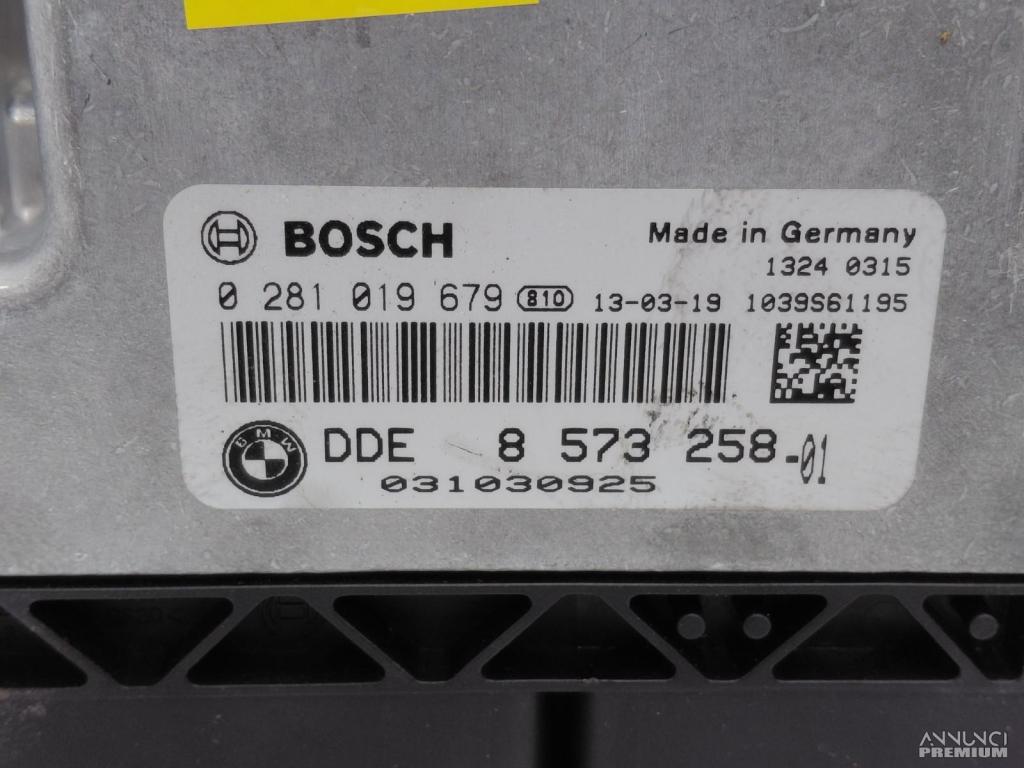 BOSCH
Made in Germany
1324 0315
0 281 019 679 810 13-03-19 1039S61195
BMW
DDE 8 573 258-01
031030925
ANNUNCI
PREMIUM